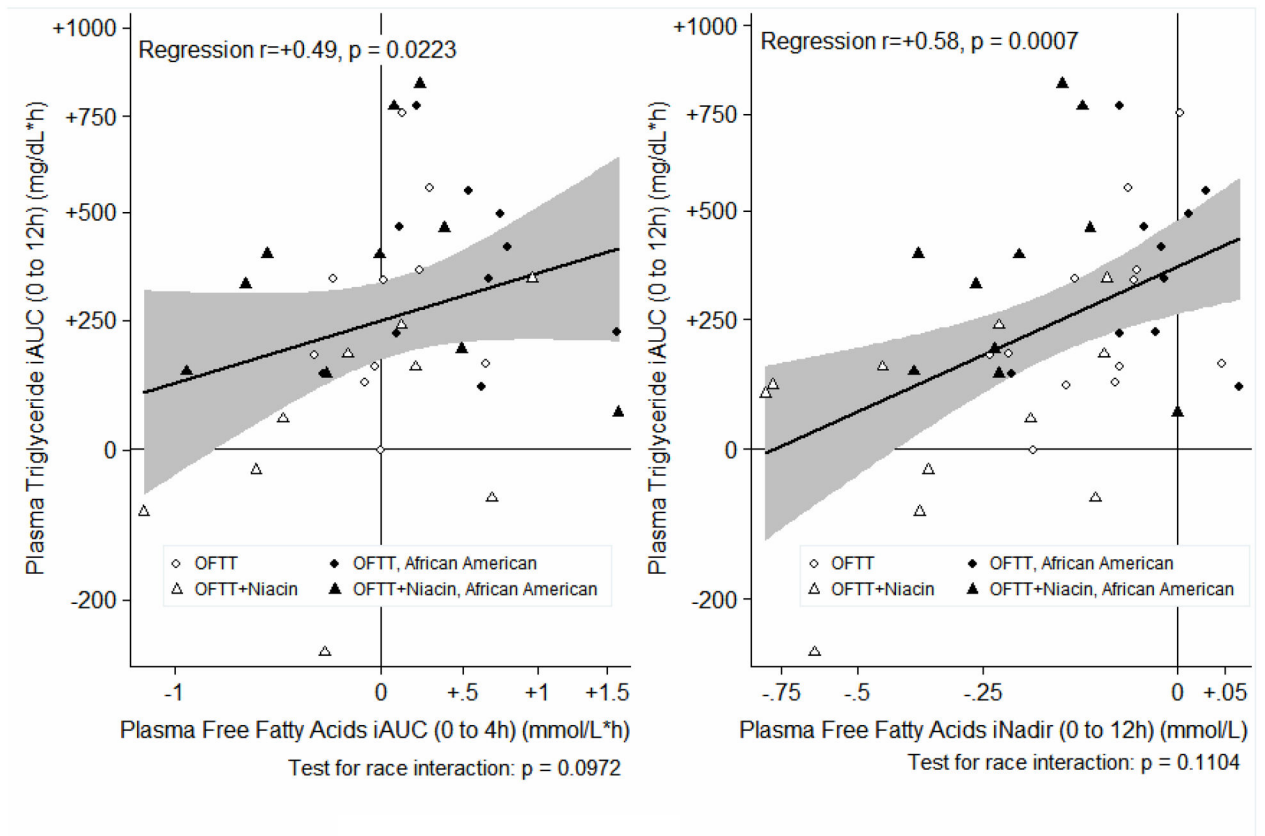 Regression r=+0.49, p = 0.0223
Plasma Triglyceride iAUC (0 to 12h) (mg/dL*h)
+1000
+750
+500
+250
0
-200
OFTT
OFTT, African American
OFTT+Niacin
OFTT+Niacin, African American
-1
0
+.5
+1
+1.5
Plasma Free Fatty Acids iAUC (0 to 4h) (mmol/L*h)
Test for race interaction: p = 0.0972
Regression r=+0.58, p = 0.0007
Plasma Triglyceride iAUC (0 to 12h) (mg/dL*h)
+1000
+750
+500
+250
0
-200
OFTT
OFTT, African American
OFTT+Niacin
OFTT+Niacin, African American
-.75
-.5
-.25
0
+.05
Plasma Free Fatty Acids iNadir (0 to 12h) (mmol/L)
Test for race interaction: p = 0.1104